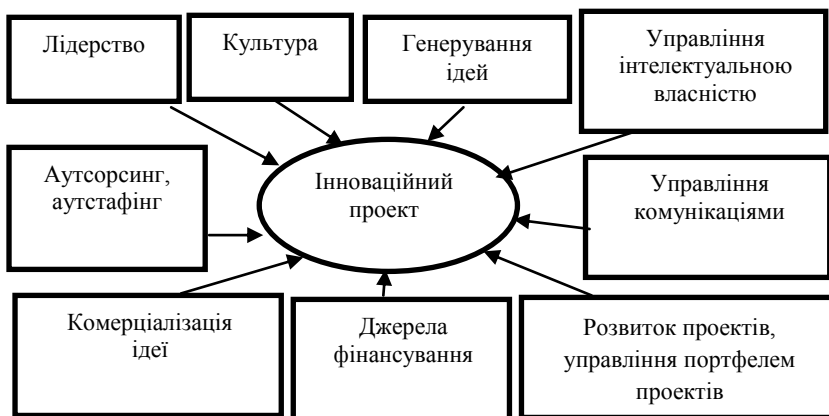 Лідерство
Культура
Генерування
ідей
Управління
інтелектуальною
власністю
Аутсорсинг,
аутстафінг
Інноваційний
проект
Управління
комунікаціями
Комерціалізація
ідеї
Джерела
фінансування
Розвиток проектів,
управління портфелем
проектів